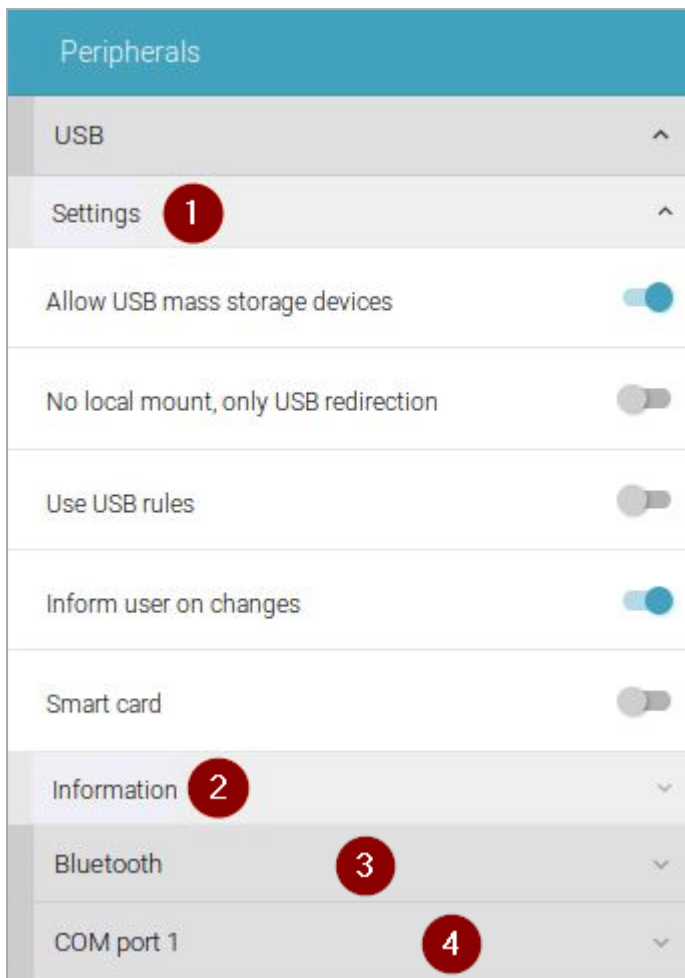 Peripherals
USB
Settings 1
Allow USB mass storage devices
No local mount, only USB redirection
Use USB rules
Inform user on changes
Smart card
Information 2
Bluetooth 3
COM port 1 4